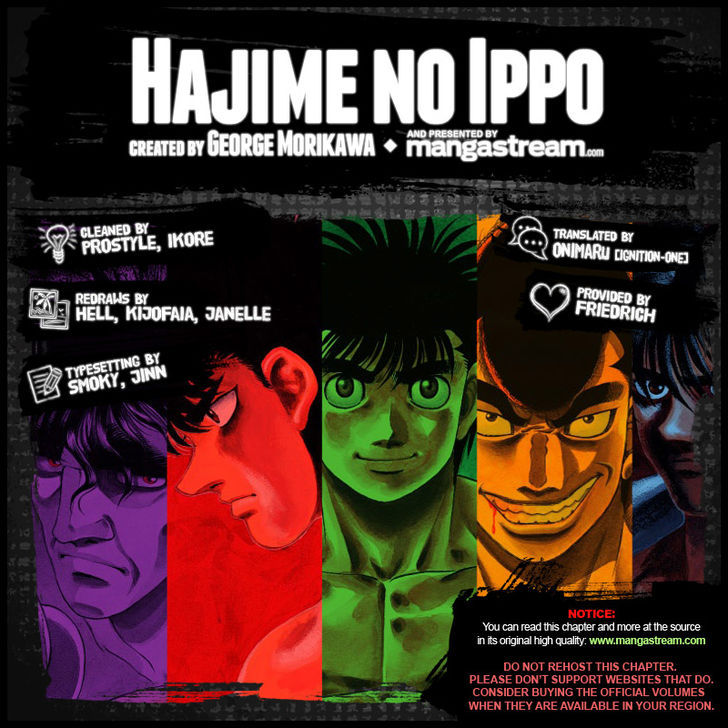 HAJIME NO IPPO
CREATED BY GEORGE MORIKAWA ◆ AND PRESENTED BY mangastream.com
CLEANED BY
PROSTYLE, IKORE
REDRAWS BY
HELL, KIJOFAIA, JANELLE
TYPESETTING BY
SMOKY, JINN
TRANSLATED BY
ONIMARU [IGNITION-ONE]
PROVIDED BY
FRIEDRICH
NOTICE:
You can read this chapter and more at the source
in its original high quality: www.mangastream.com
DO NOT REHOST THIS CHAPTER.
PLEASE DON'T SUPPORT WEBSITES THAT DO.
CONSIDER BUYING THE OFFICIAL VOLUMES
WHEN THEY ARE AVAILABLE IN YOUR REGION.